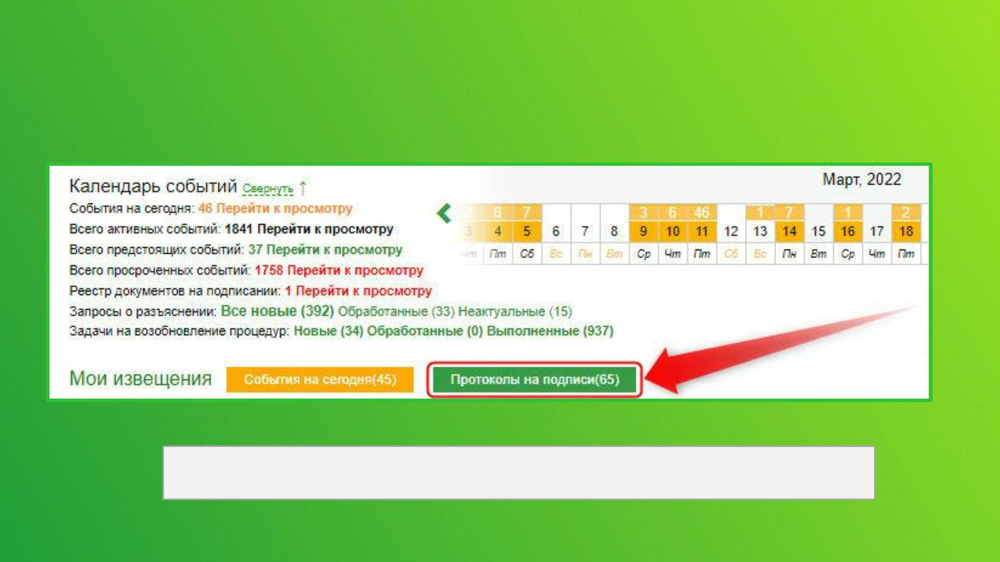 Календарь событий Свернуть ↑
События на сегодня: 46 Перейти к просмотру
Всего активных событий: 1841 Перейти к просмотру
Всего предстоящих событий: 37 Перейти к просмотру
Всего просроченных событий: 1758 Перейти к просмотру
Реестр документов на подписании: 1 Перейти к просмотру
Запросы о разъяснении: Все новые (392) Обработанные (33) Неактуальные (15)
Задачи на возобновление процедур: Новые (34) Обработанные (0) Выполненные (937)
Март, 2022
2 6 7 3 6 46 1 7 1 2
3 4 5 6 7 8 9 10 11 12 13 14 15 16 17 18
Чт Пт Сб Вс Пн Вт Ср Чт Пт Сб Вс Пн Вт Ср Чт Пт
Мои извещения События на сегодня(45) Протоколы на подписи(65)